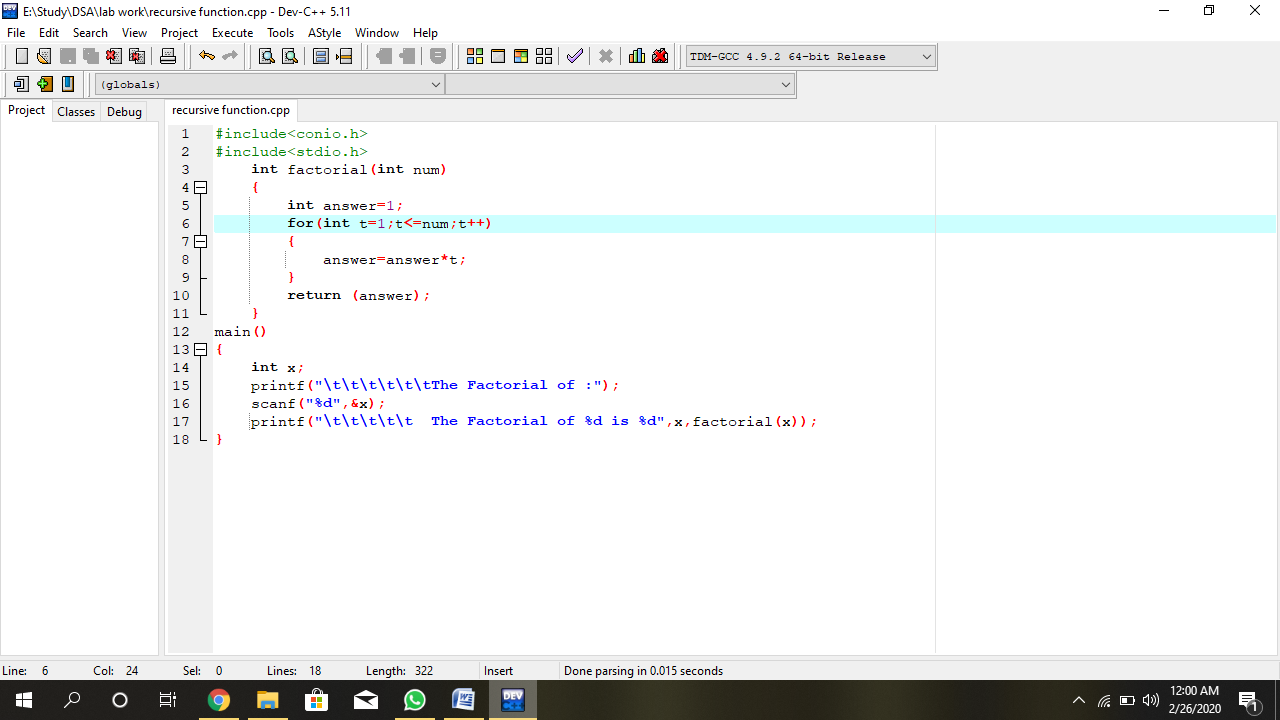 E:\Study\DSA\lab work\recursive function.cpp - Dev-C++ 5.11
File Edit Search View Project Execute Tools AStyle Window Help
TDM-GCC 4.9.2 64-bit Release
(globals)
Project Classes Debug recursive function.cpp
1 #include<conio.h>
2 #include<stdio.h>
3 int factorial(int num)
4 {
5 int answer=1;
6 for(int t=1;t<=num;t++)
7 {
8 answer=answer*t;
9 }
10 return (answer);
11 }
12 main()
13 {
14 int x;
15 printf("\t\t\t\t\t\tThe Factorial of :");
16 scanf("%d",&x);
17 printf("\t\t\t\t\t  The Factorial of %d is %d",x,factorial(x));
18 }
Line: 6 Col: 24 Sel: 0 Lines: 18 Length: 322 Insert Done parsing in 0.015 seconds
DEV C++
12:00 AM
2/26/2020
1